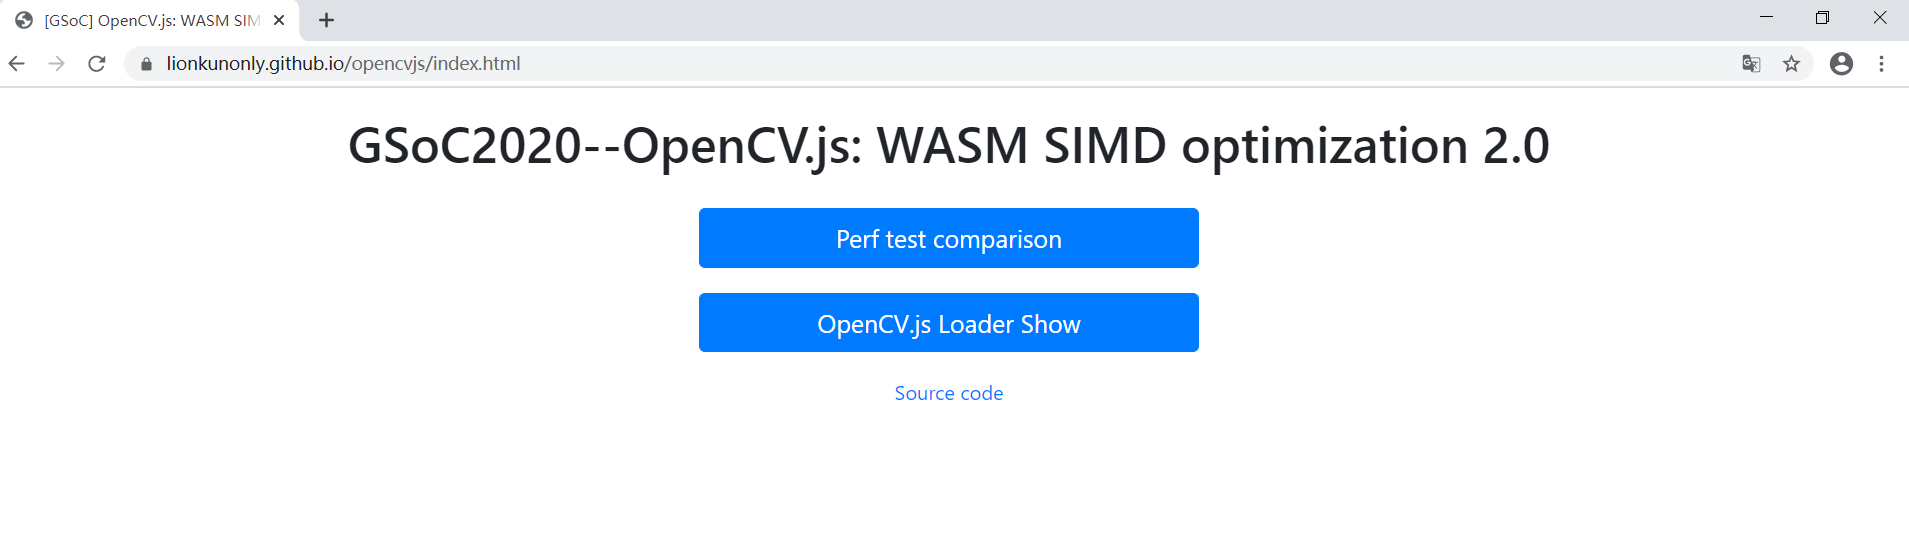 [GSoC] OpenCV.js: WASM SIM
lionkunonly.github.io/opencvjs/index.html
GSoC2020--OpenCV.js: WASM SIMD optimization 2.0
Perf test comparison
OpenCV.js Loader Show
Source code